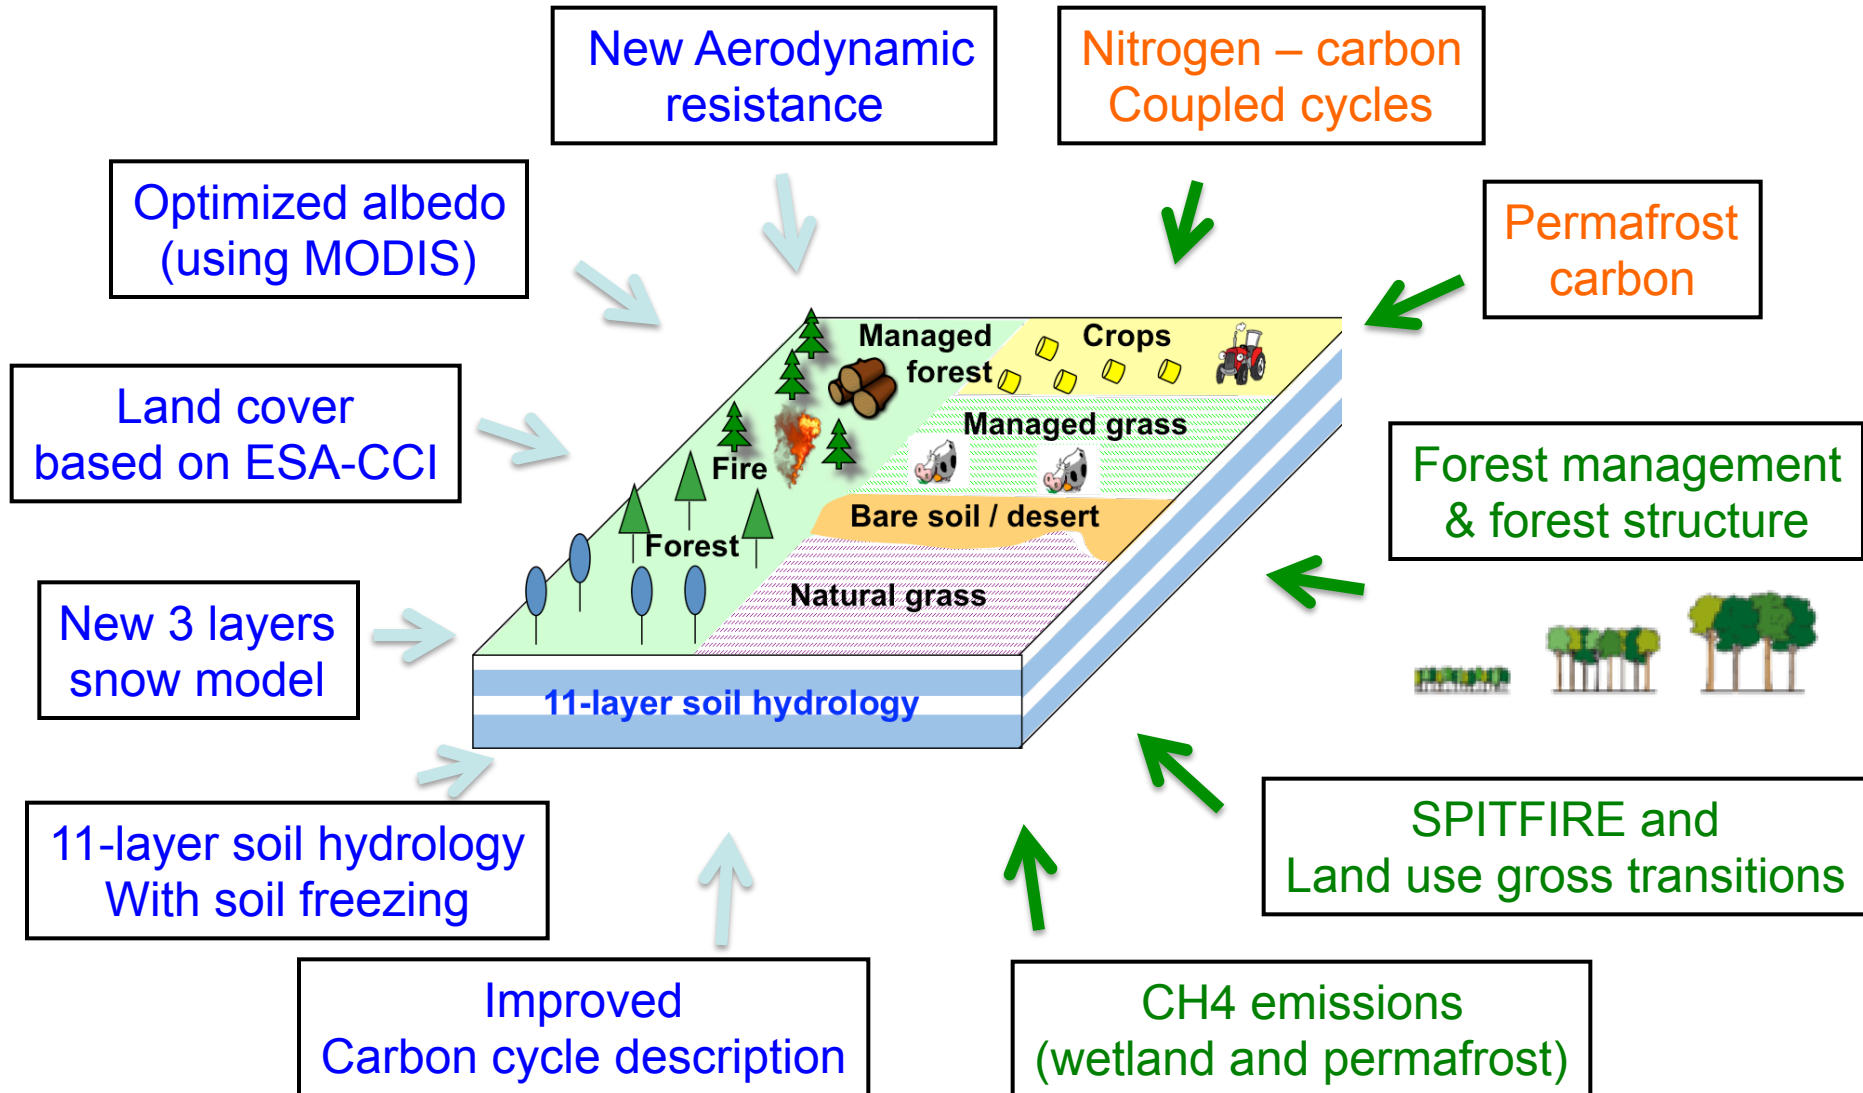 New Aerodynamic
resistance
Nitrogen – carbon
Coupled cycles
Optimized albedo
(using MODIS)
Permafrost
carbon
Land cover
based on ESA-CCI
Managed
forest
Crops
Managed grass
Fire
Bare soil / desert
Forest
Natural grass
11-layer soil hydrology
Forest management
& forest structure
New 3 layers
snow model
11-layer soil hydrology
With soil freezing
SPITFIRE and
Land use gross transitions
Improved
Carbon cycle description
CH4 emissions
(wetland and permafrost)